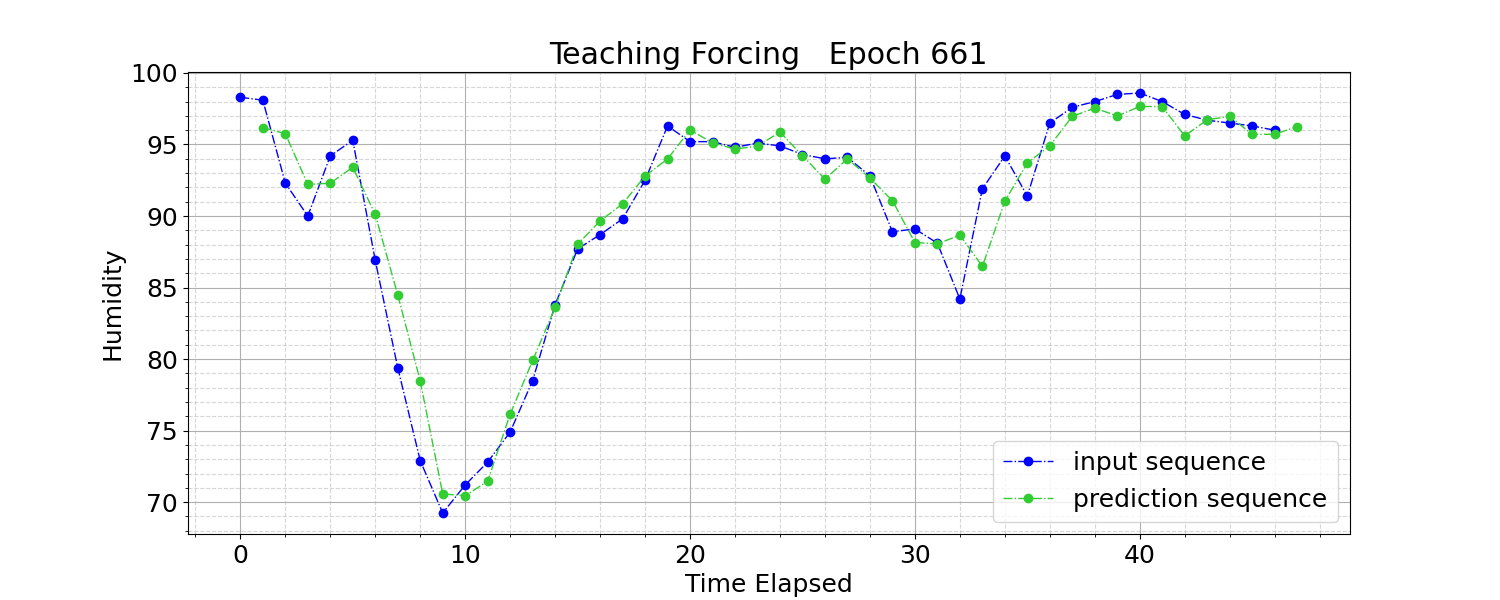 Teaching Forcing   Epoch 661
100
95
90
85
80
75
70
Humidity
0 10 20 30 40
Time Elapsed
input sequence
prediction sequence